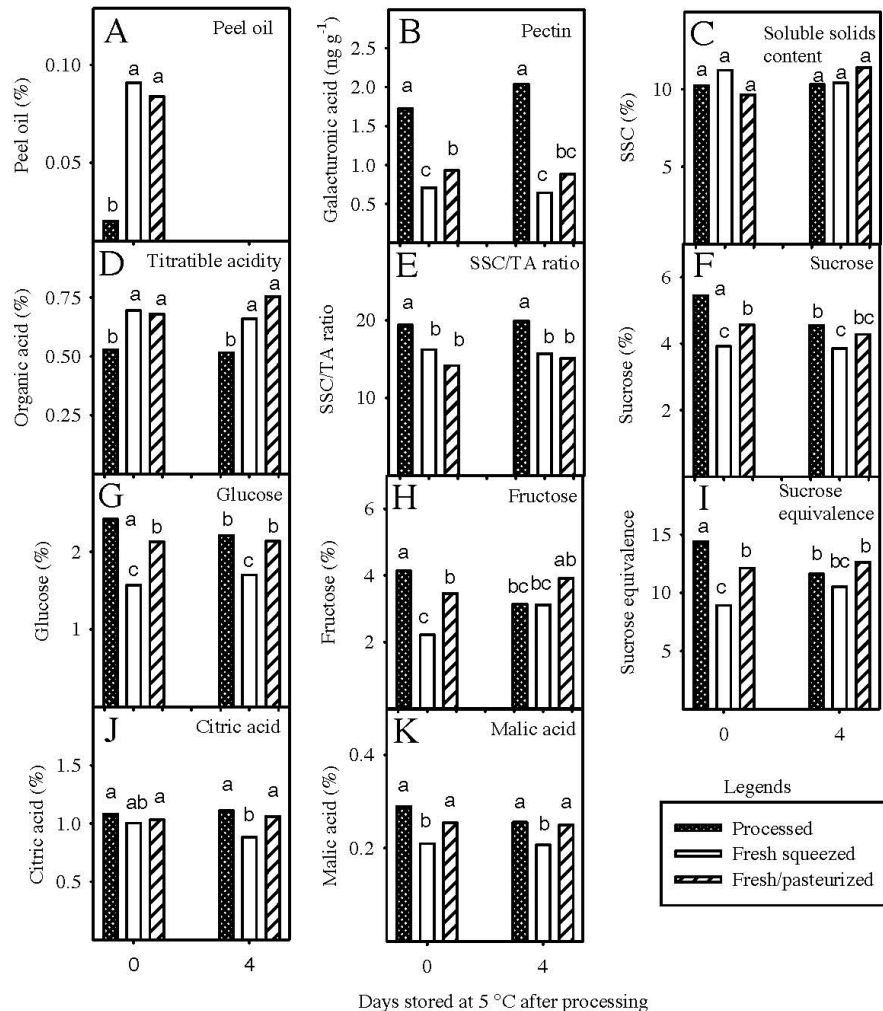 A
Peel oil
Peel oil (%)
0.10
0.05
a
a
b
B
Pectin
Galacturonic acid (ng g⁻¹)
2.5
2.0
1.5
1.0
0.5
a
c
b
a
c
bc
C
Soluble solids
content
SSC (%)
10
5
a
a
a
a
a
a
D
Titratible acidity
Organic acid (%)
0.75
0.50
0.25
b
a
a
b
a
a
E
SSC/TA ratio
SSC/TA ratio
20
10
a
b
b
a
b
b
F
Sucrose
Sucrose (%)
6
4
2
a
c
b
b
c
bc
G
Glucose
Glucose (%)
2
1
a
c
b
b
c
b
H
Fructose
Fructose (%)
6
4
2
a
c
b
bc
bc
ab
I
Sucrose
equivalence
Sucrose equivalence
15
10
5
a
c
b
b
bc
b
0
4
J
Citric acid
Citric acid (%)
1.5
1.0
0.5
a
ab
a
a
b
a
0
4
K
Malic acid
Malic acid (%)
0.4
0.2
a
b
a
a
b
a
0
4
Legends
Processed
Fresh squeezed
Fresh/pasteurized
Days stored at 5 °C after processing